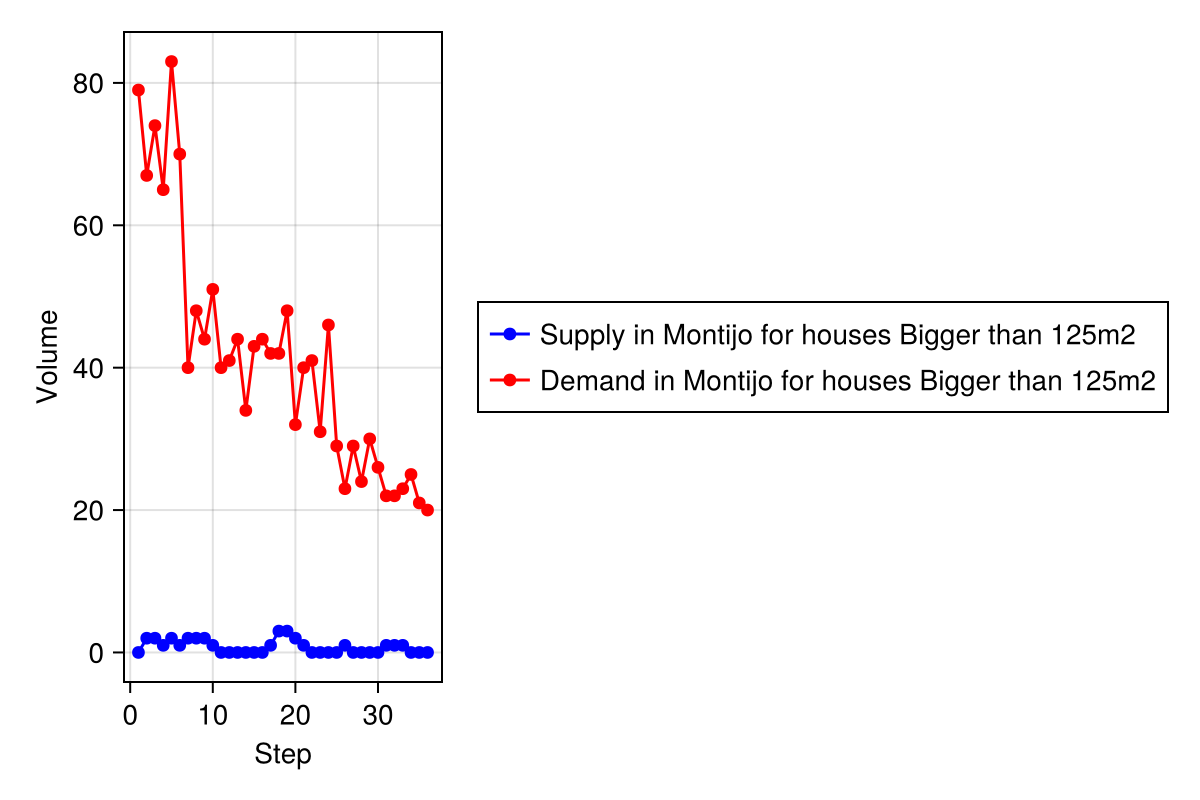 80
60
40
20
0
Volume
0 10 20 30
Step
Supply in Montijo for houses Bigger than 125m2
Demand in Montijo for houses Bigger than 125m2